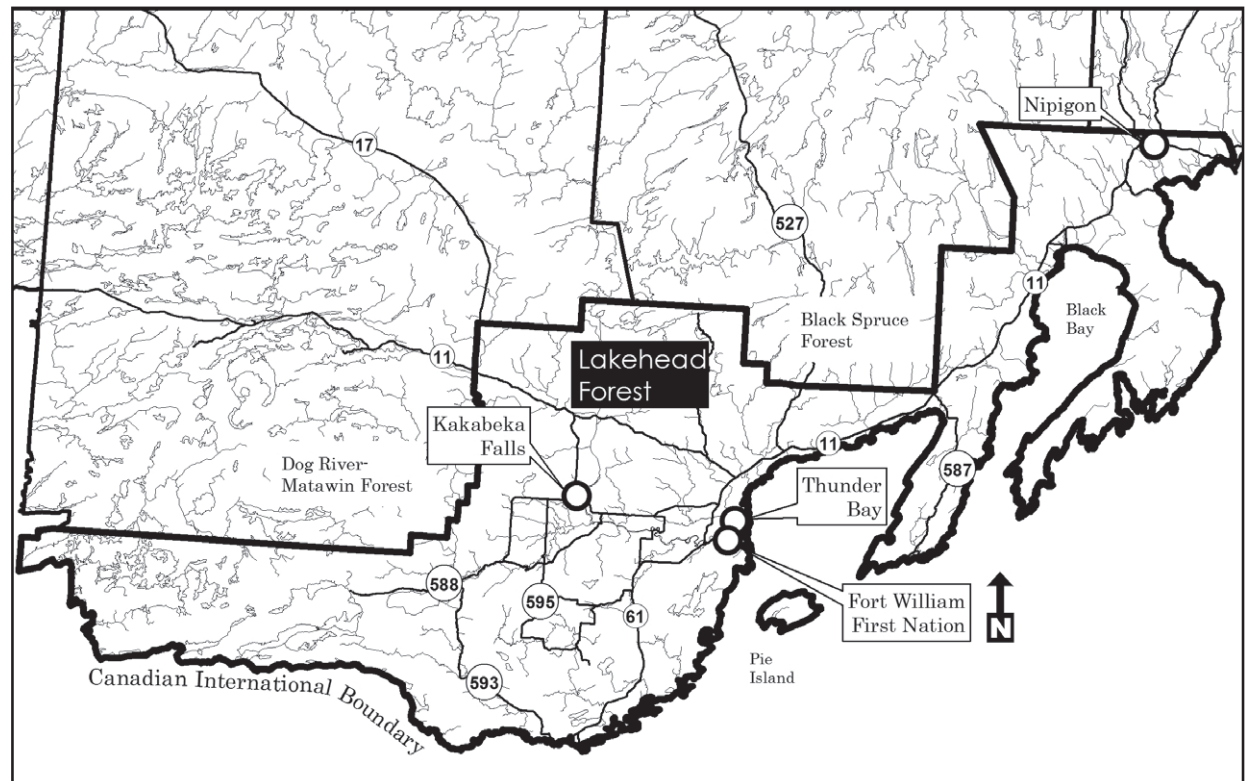 Nipigon
17
527
11
Black
Bay
Black Spruce
Forest
Lakehead
Forest
11
Kakabeka
Falls
11
Dog River-
Matawin Forest
587
Thunder
Bay
588
595
61
Fort William
First Nation
N
Pie
Island
593
Canadian International Boundary